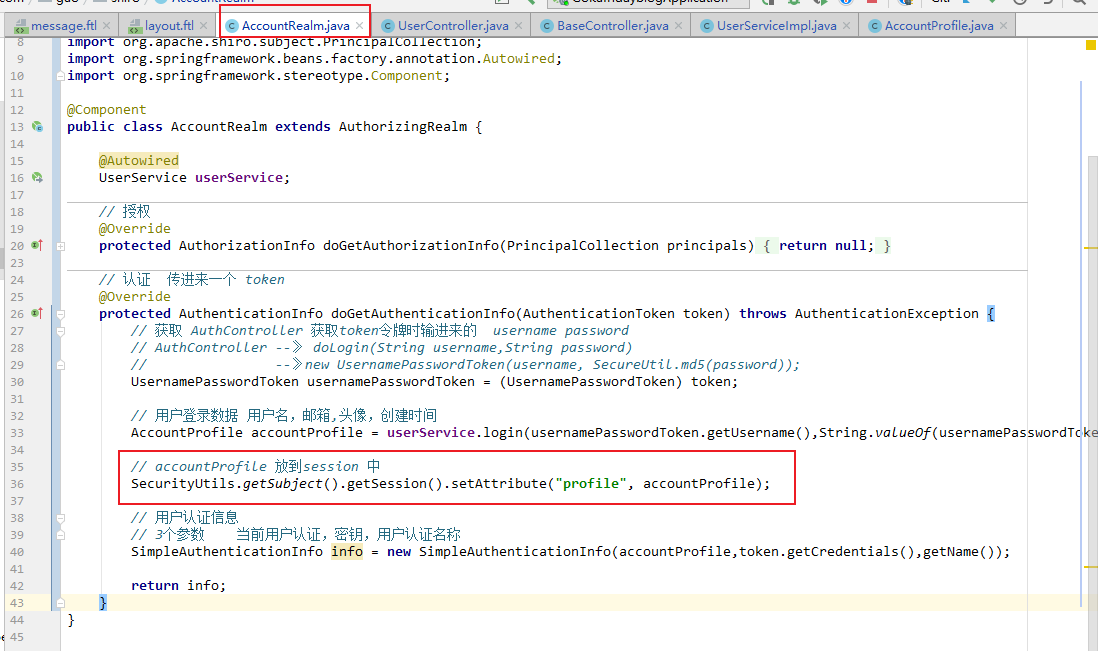 message.ftl layout.ftl AccountRealm.java UserController.java BaseController.java UserServiceImpl.java AccountProfile.java
8 import org.apache.shiro.subject.PrincipalCollection;
9 import org.springframework.beans.factory.annotation.Autowired;
10 import org.springframework.stereotype.Component;
11
12 @Component
13 public class AccountRealm extends AuthorizingRealm {
14
15 @Autowired
16 UserService userService;
17
18 // 授权
19 @Override
20 protected AuthorizationInfo doGetAuthorizationInfo(PrincipalCollection principals) { return null; }
23
24 // 认证 传进来一个 token
25 @Override
26 protected AuthenticationInfo doGetAuthenticationInfo(AuthenticationToken token) throws AuthenticationException {
27 // 获取 AuthController 获取token令牌时输进来的 username password
28 // AuthController --》 doLogin(String username,String password)
29 // --》new UsernamePasswordToken(username, SecureUtil.md5(password));
30 UsernamePasswordToken usernamePasswordToken = (UsernamePasswordToken) token;
31
32 // 用户登录数据 用户名，邮箱,头像，创建时间
33 AccountProfile accountProfile = userService.login(usernamePasswordToken.getUsername(),String.valueOf(usernamePasswordToke
34
35 // accountProfile 放到session 中
36 SecurityUtils.getSubject().getSession().setAttribute("profile", accountProfile);
37
38 // 用户认证信息
39 // 3个参数 当前用户认证，密钥，用户认证名称
40 SimpleAuthenticationInfo info = new SimpleAuthenticationInfo(accountProfile,token.getCredentials(),getName());
41
42 return info;
43 }
44 }
45